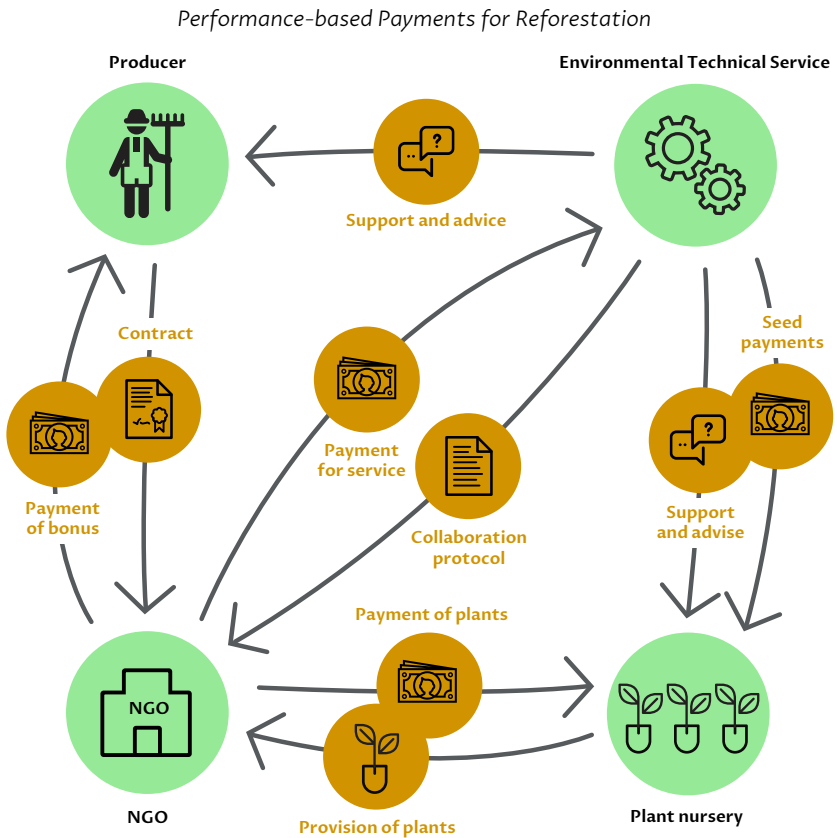 Performance-based Payments for Reforestation
Producer
Environmental Technical Service
?
Support and advice
Contract
Seed
payments
Payment
for service
?
Payment
of bonus
Support
and advise
Collaboration
protocol
Payment of plants
NGO
NGO
Plant nursery
Provision of plants